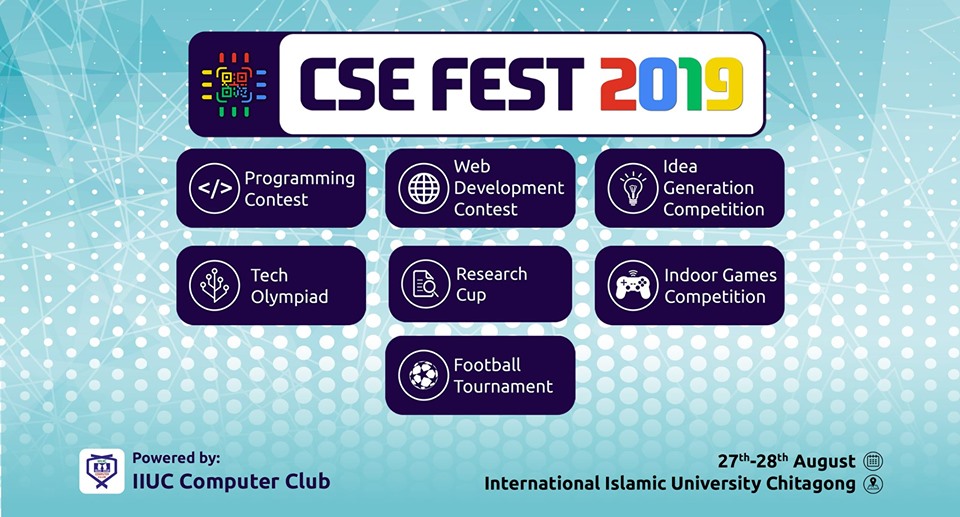 CSE FEST 2019
Programming
Contest
Web
Development
Contest
Idea
Generation
Competition
Tech
Olympiad
Research
Cup
Indoor Games
Competition
Football
Tournament
Powered by:
IIUC Computer Club
27th-28th August
International Islamic University Chitagong